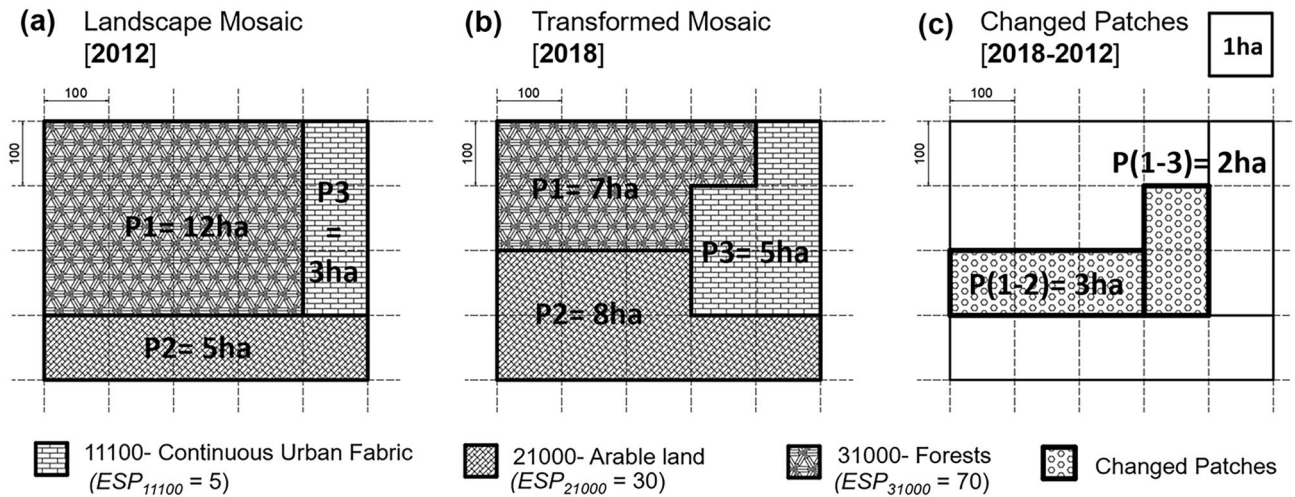 (a) Landscape Mosaic
[2012]
100
100
P1= 12ha
P3
=
3ha
P2= 5ha
(b) Transformed Mosaic
[2018]
100
100
P1= 7ha
P3= 5ha
P2= 8ha
(c) Changed Patches
[2018-2012]
1ha
100
100
P(1-3)= 2ha
P(1-2)= 3ha
11100- Continuous Urban Fabric
(ESP11100 = 5)
21000- Arable land
(ESP21000 = 30)
31000- Forests
(ESP31000 = 70)
Changed Patches